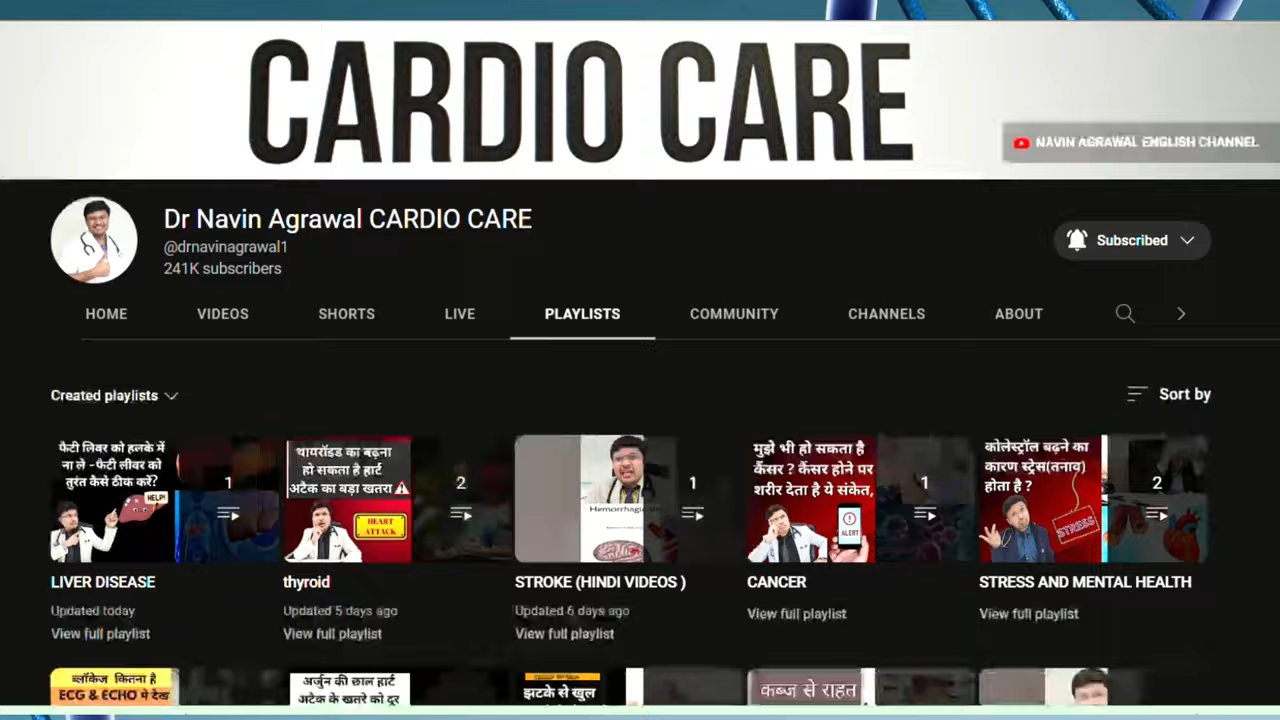 CARDIO CARE
NAVIN AGRAWAL ENGLISH CHANNEL
Dr Navin Agrawal CARDIO CARE
@drnavinagrawal1
241K subscribers
Subscribed
HOME VIDEOS SHORTS LIVE PLAYLISTS COMMUNITY CHANNELS ABOUT
Created playlists
Sort by
फैटी लिवर को हलके में
ना ले -फैटी लीवर को
तुरंत कैसे ठीक करें?
HELP!
1
थायरॉइड का बढ़ना
हो सकता है हार्ट
अटैक का बड़ा खतरा
HEART
ATTACK
2
Hemorrhagic
1
मुझे भी हो सकता है
कैंसर ? कैंसर होने पर
शरीर देता है ये संकेत,
ALERT
1
कोलेस्ट्रॉल बढ़ने का
कारण स्ट्रेस(तनाव)
होता है ?
STRESS
2
LIVER DISEASE
Updated today
View full playlist
thyroid
Updated 5 days ago
View full playlist
STROKE (HINDI VIDEOS )
Updated 6 days ago
View full playlist
CANCER
View full playlist
STRESS AND MENTAL HEALTH
View full playlist
ब्लॉकेज कितना है
ECG & ECHO मे देख
अर्जुन की छाल हार्ट
अटैक के खतरे को दूर
झटके से खुल
कब्ज से राहत